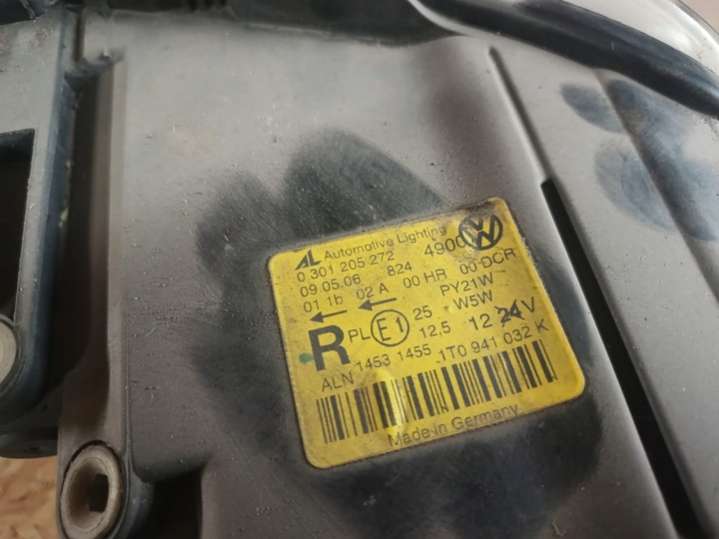 AL Automotive Lighting
0 301 205 272 4900
09.05.06 824
01 1b 02 A 00 HR 00 DCR
R PL E1 25 PY21W
12,5 W5W
12 24 V
ALN 1453 1455 1T0 941 032 K
Made in Germany